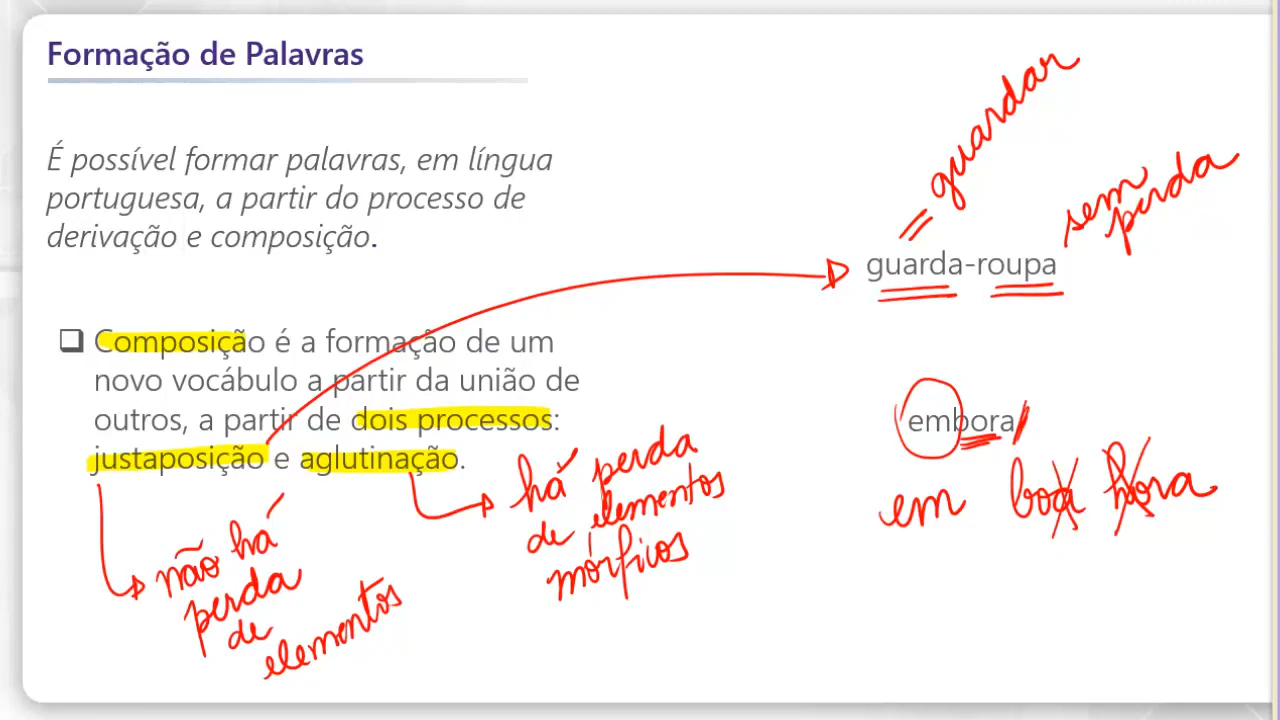 Formação de Palavras
É possível formar palavras, em língua
portuguesa, a partir do processo de
derivação e composição.
❑ Composição é a formação de um
novo vocábulo a partir da união de
outros, a partir de dois processos:
justaposição e aglutinação.
não há
perda
de
elementos
há perda
de elementos
mórficos
= guardar
sem
perda
guarda-roupa
embora
em boa hora